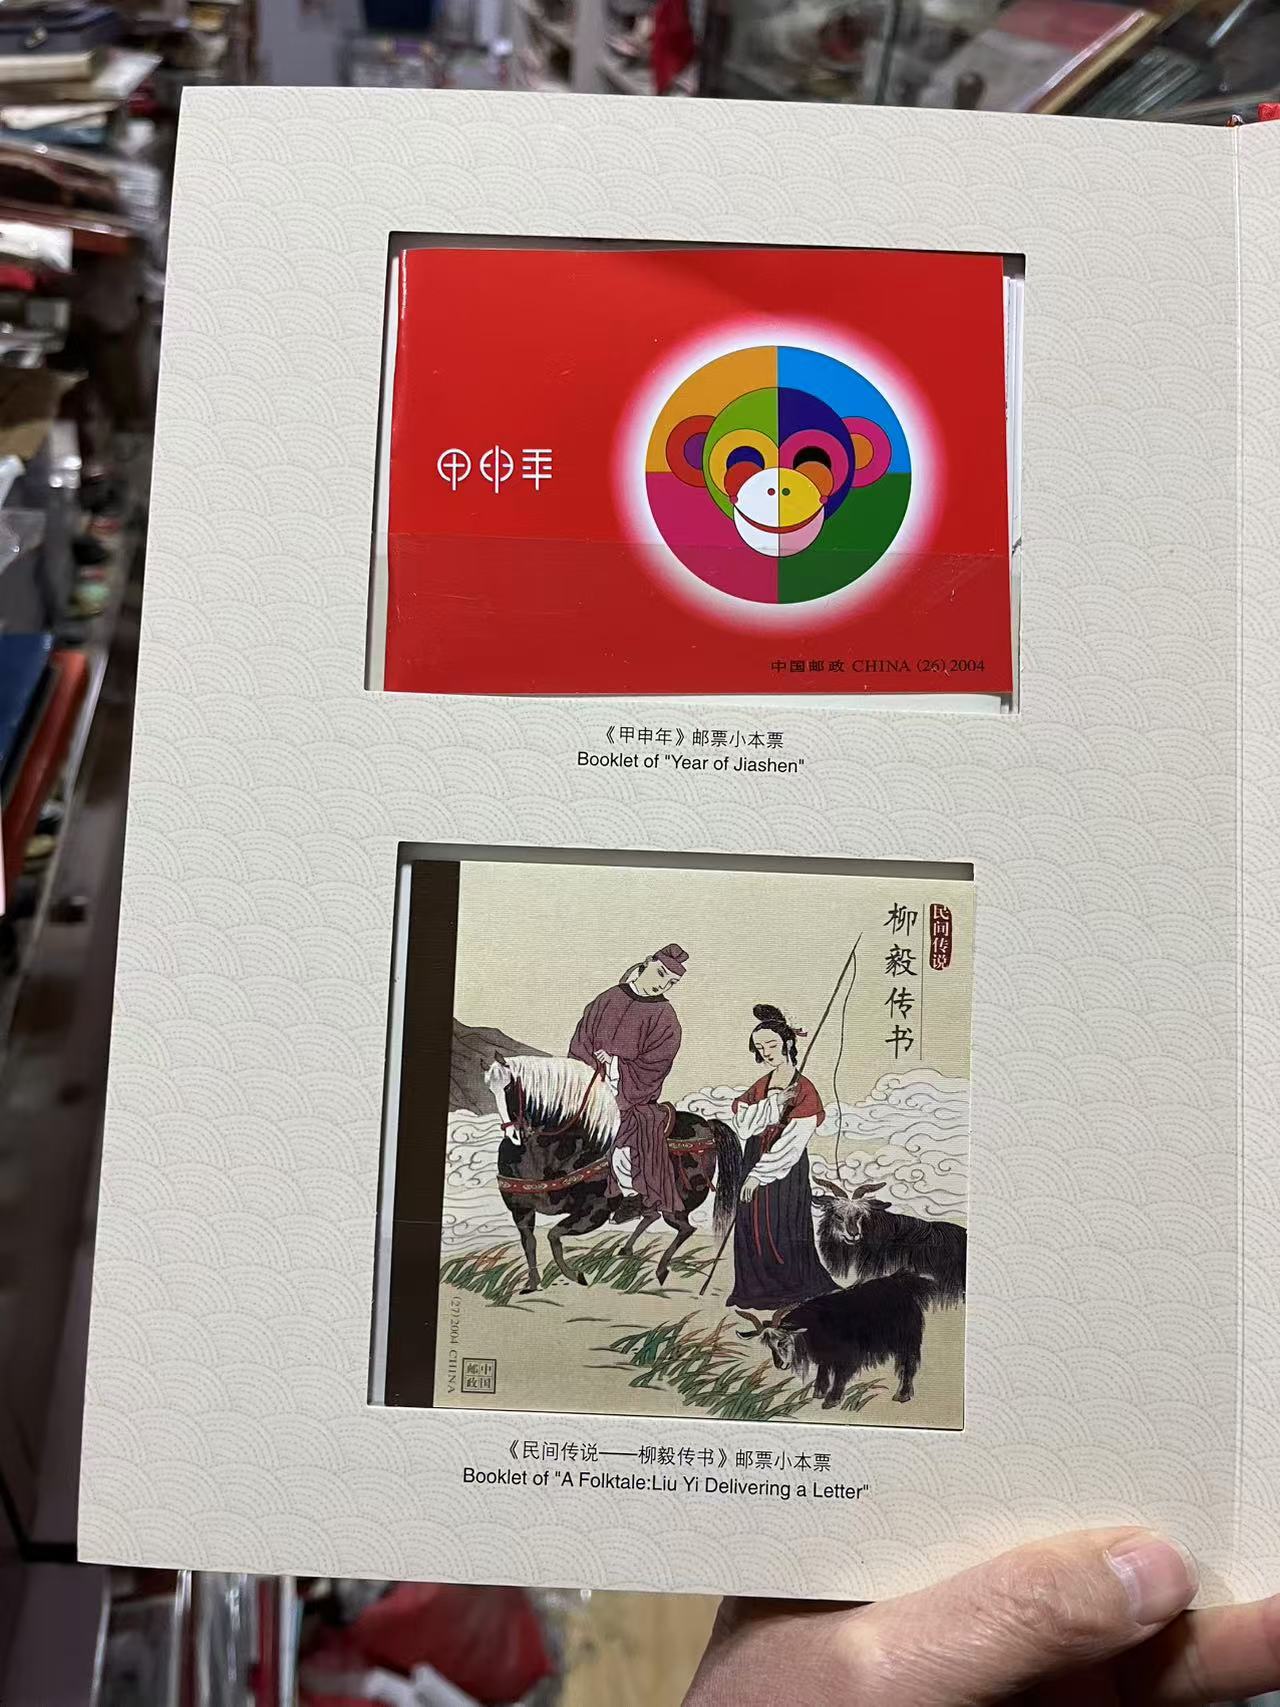 甲申年
中国邮政 CHINA (26) 2004
《甲申年》邮票小本票
Booklet of "Year of Jiashen"
民间传说
柳毅传书
(27) 2004 CHINA
中国邮政
《民间传说——柳毅传书》邮票小本票
Booklet of "A Folktale:Liu Yi Delivering a Letter"